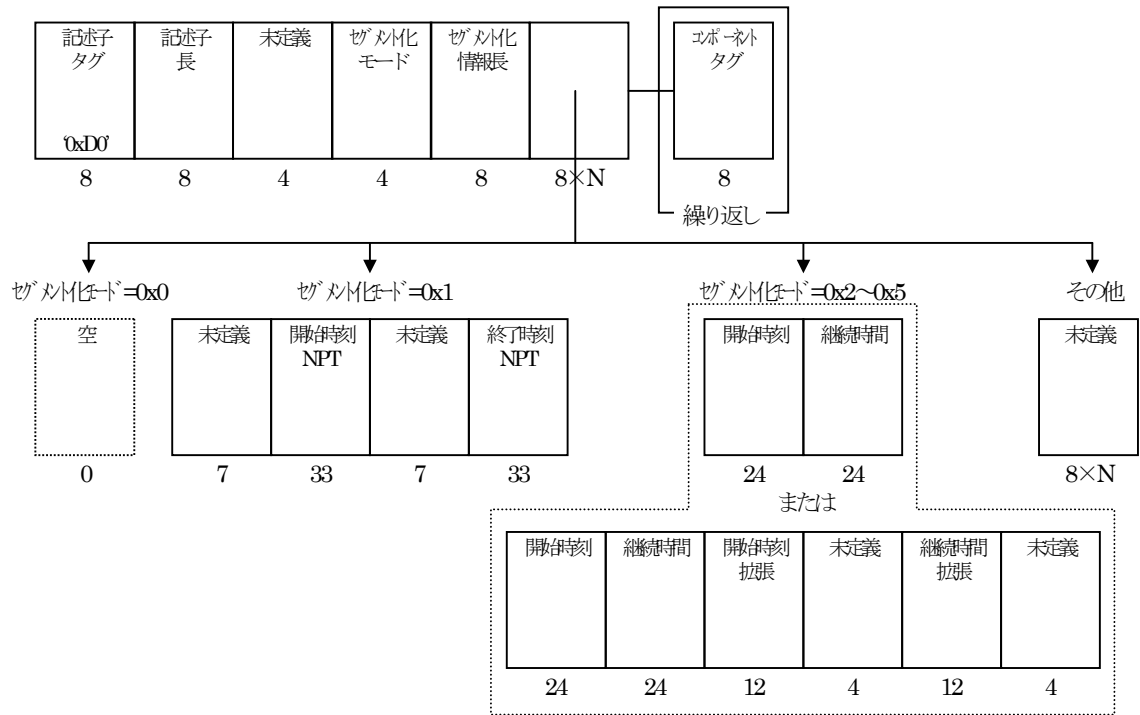 記述子 記述子 未定義 セグメント化 セグメント化 コンポーネント
タグ 長 モード 情報長 タグ
‘0xD0’
8 8 4 4 8 8×N 8
繰り返し
セグメント化モード=0x0 セグメント化モード=0x1 セグメント化モード=0x2～0x5 その他
空 未定義 開始時刻 未定義 終了時刻 開始時刻 継続時間 未定義
NPT NPT
0 7 33 7 33 24 24 8×N
または
開始時刻 継続時間 開始時刻 未定義 継続時間 未定義
拡張 拡張
24 24 12 4 12 4